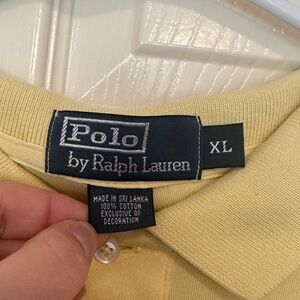 Polo
by Ralph Lauren
XL
MADE IN SRI LANKA
100% COTTON
EXCLUSIVE OF
DECORATION